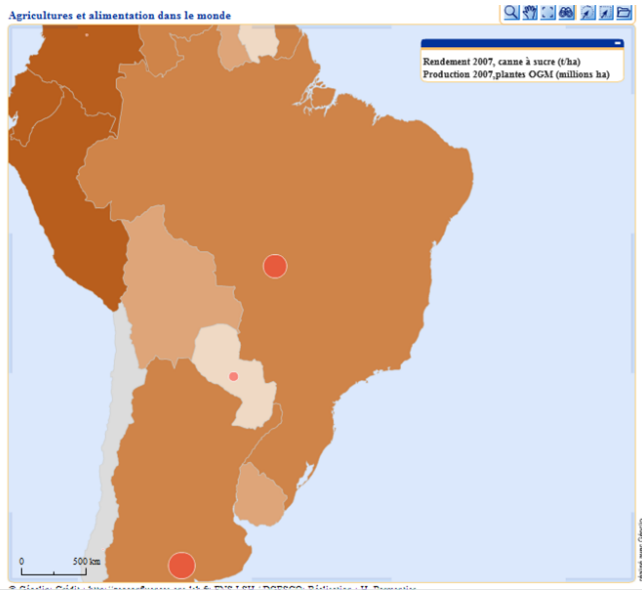 Agricultures et alimentation dans le monde
Rendement 2007, canne à sucre (t/ha)
Production 2007,plantes OGM (millions ha)
0 500 km